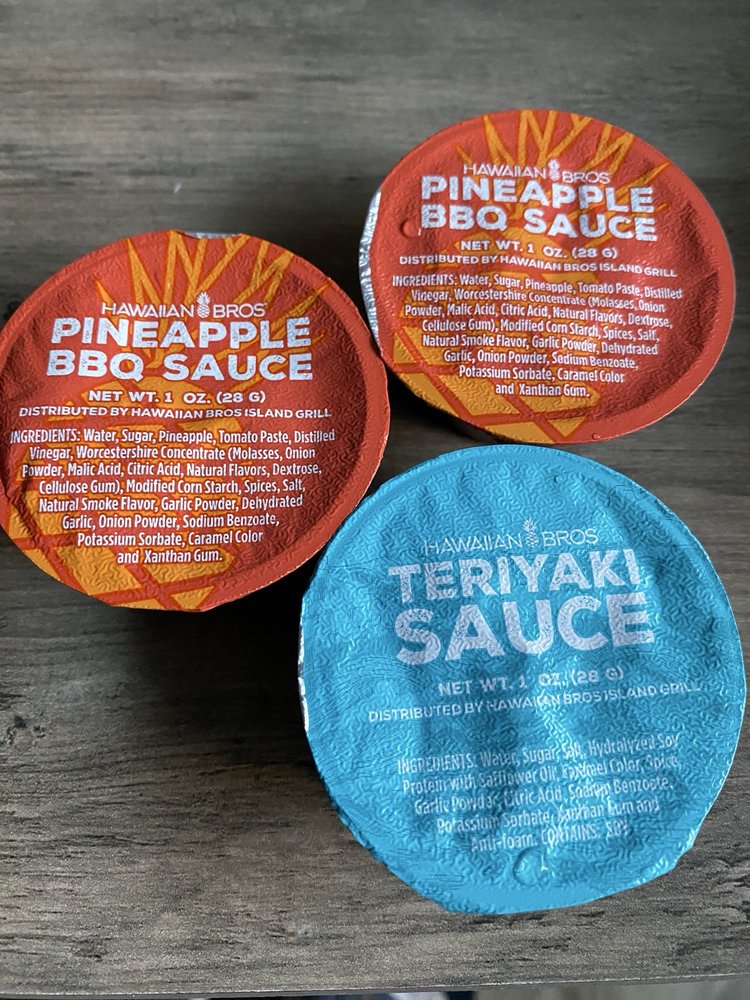 HAWAIIAN BROS
PINEAPPLE
BBQ SAUCE
NET WT. 1 OZ. (28 G)
DISTRIBUTED BY HAWAIIAN BROS ISLAND GRILL
INGREDIENTS: Water, Sugar, Pineapple, Tomato Paste, Distilled
Vinegar, Worcestershire Concentrate (Molasses, Onion
Powder, Malic Acid, Citric Acid, Natural Flavors, Dextrose,
Cellulose Gum), Modified Corn Starch, Spices, Salt,
Natural Smoke Flavor, Garlic Powder, Dehydrated
Garlic, Onion Powder, Sodium Benzoate,
Potassium Sorbate, Caramel Color
and Xanthan Gum.
HAWAIIAN BROS
PINEAPPLE
BBQ SAUCE
NET WT. 1 OZ. (28 G)
DISTRIBUTED BY HAWAIIAN BROS ISLAND GRILL
INGREDIENTS: Water, Sugar, Pineapple, Tomato Paste, Distilled
Vinegar, Worcestershire Concentrate (Molasses, Onion
Powder, Malic Acid, Citric Acid, Natural Flavors, Dextrose,
Cellulose Gum), Modified Corn Starch, Spices, Salt,
Natural Smoke Flavor, Garlic Powder, Dehydrated
Garlic, Onion Powder, Sodium Benzoate,
Potassium Sorbate, Caramel Color
and Xanthan Gum.
HAWAIIAN BROS
TERIYAKI
SAUCE
NET WT. 1 OZ. (28 G)
DISTRIBUTED BY HAWAIIAN BROS ISLAND GRILL
INGREDIENTS: Water, Sugar, Salt, Hydrolyzed Soy
Protein with Safflower Oil, Karamel Color, Spice,
Garlic Powder, Citric Acid, Sodium Benzoate,
Potassium Sorbate, Xanthan Gum and
Anti-foam. CONTAINS: SOY